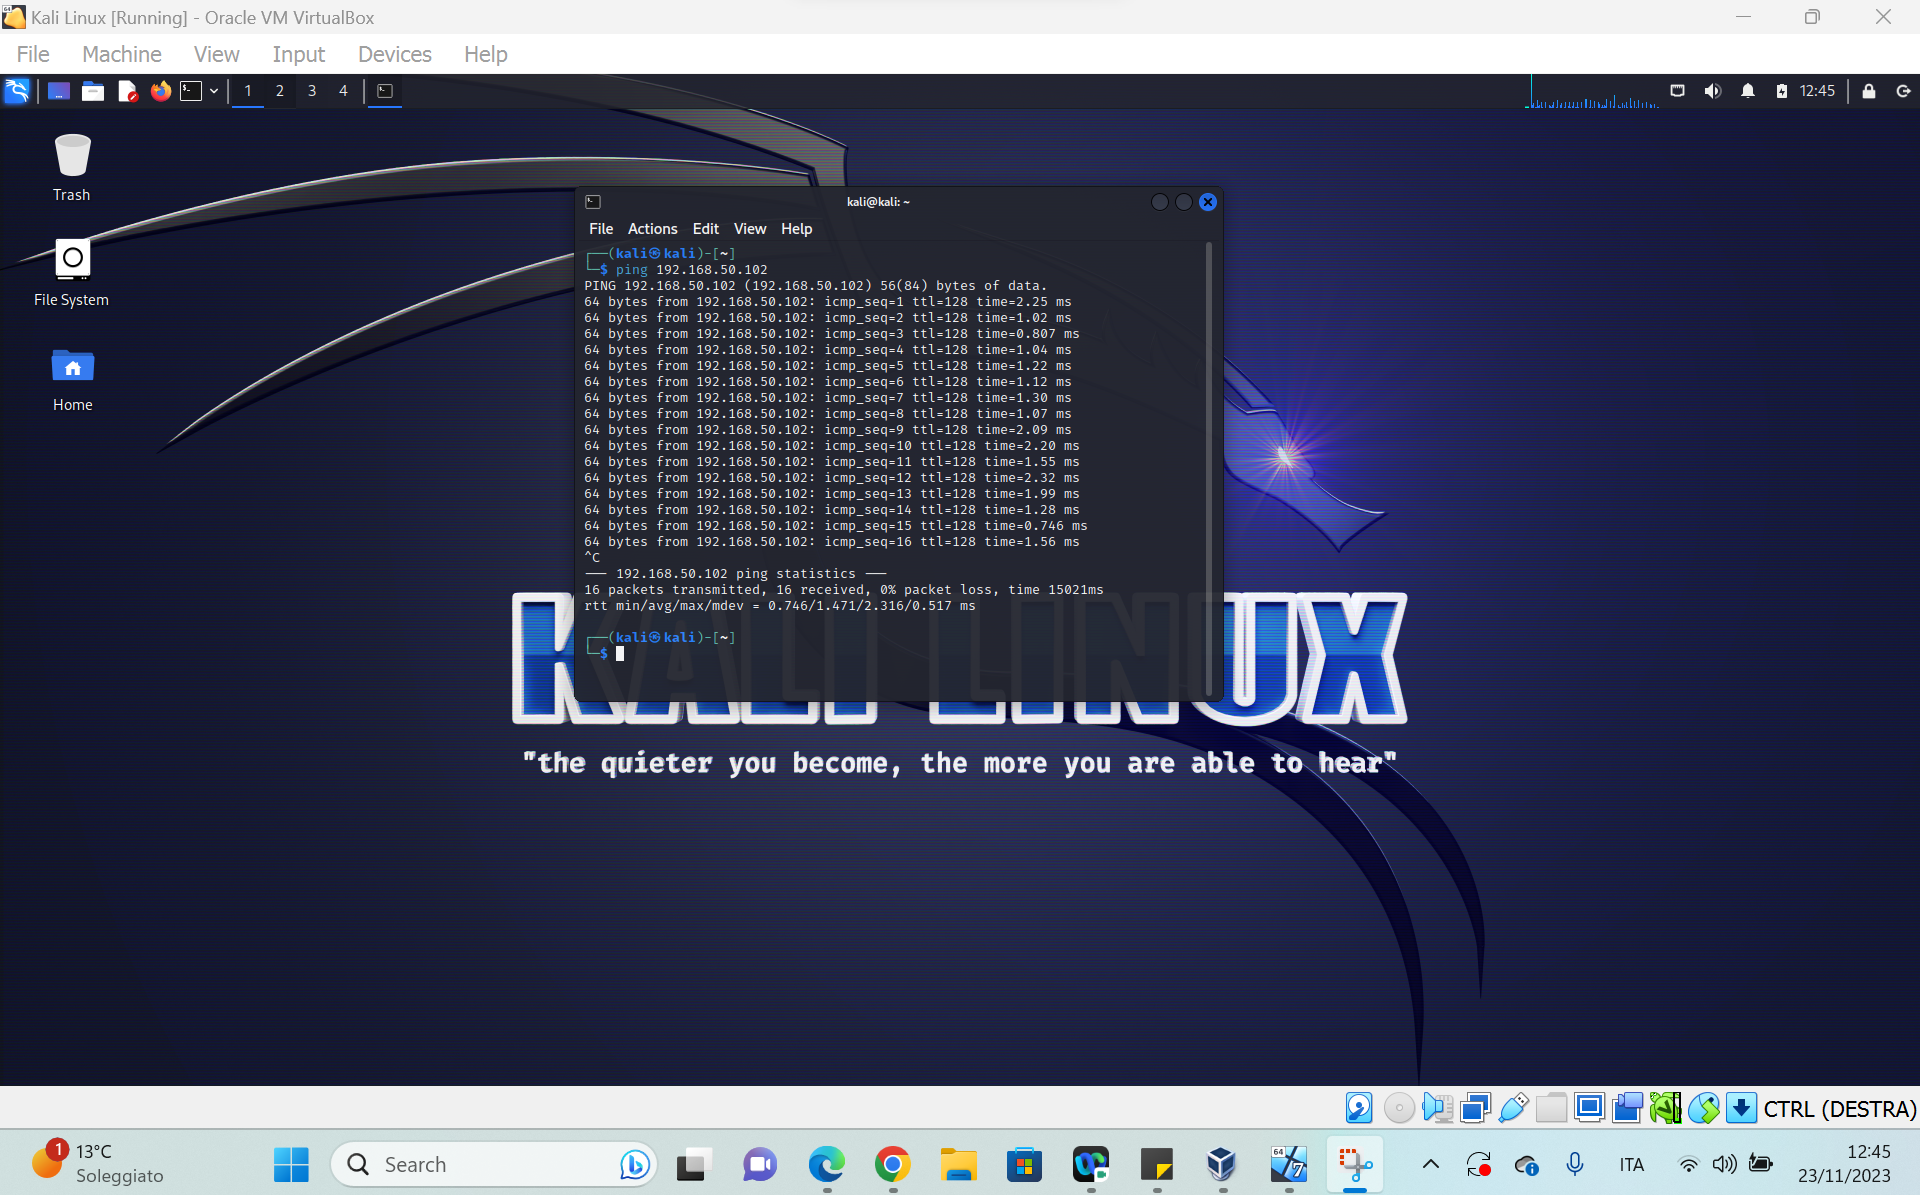 Kali Linux [Running] - Oracle VM VirtualBox
File Machine View Input Devices Help
1 2 3 4 12:45
Trash
File System
Home
kali@kali: ~
File Actions Edit View Help
┌──(kali㉿kali)-[~]
└─$ ping 192.168.50.102
PING 192.168.50.102 (192.168.50.102) 56(84) bytes of data.
64 bytes from 192.168.50.102: icmp_seq=1 ttl=128 time=2.25 ms
64 bytes from 192.168.50.102: icmp_seq=2 ttl=128 time=1.02 ms
64 bytes from 192.168.50.102: icmp_seq=3 ttl=128 time=0.807 ms
64 bytes from 192.168.50.102: icmp_seq=4 ttl=128 time=1.04 ms
64 bytes from 192.168.50.102: icmp_seq=5 ttl=128 time=1.22 ms
64 bytes from 192.168.50.102: icmp_seq=6 ttl=128 time=1.12 ms
64 bytes from 192.168.50.102: icmp_seq=7 ttl=128 time=1.30 ms
64 bytes from 192.168.50.102: icmp_seq=8 ttl=128 time=1.07 ms
64 bytes from 192.168.50.102: icmp_seq=9 ttl=128 time=2.09 ms
64 bytes from 192.168.50.102: icmp_seq=10 ttl=128 time=2.20 ms
64 bytes from 192.168.50.102: icmp_seq=11 ttl=128 time=1.55 ms
64 bytes from 192.168.50.102: icmp_seq=12 ttl=128 time=2.32 ms
64 bytes from 192.168.50.102: icmp_seq=13 ttl=128 time=1.99 ms
64 bytes from 192.168.50.102: icmp_seq=14 ttl=128 time=1.28 ms
64 bytes from 192.168.50.102: icmp_seq=15 ttl=128 time=0.746 ms
64 bytes from 192.168.50.102: icmp_seq=16 ttl=128 time=1.56 ms
^C
--- 192.168.50.102 ping statistics ---
16 packets transmitted, 16 received, 0% packet loss, time 15021ms
rtt min/avg/max/mdev = 0.746/1.471/2.316/0.517 ms
┌──(kali㉿kali)-[~]
└─$
KALI LINUX
"the quieter you become, the more you are able to hear"
CTRL (DESTRA)
1
13°C
Soleggiato
Search
64
7
ITA
12:45
23/11/2023